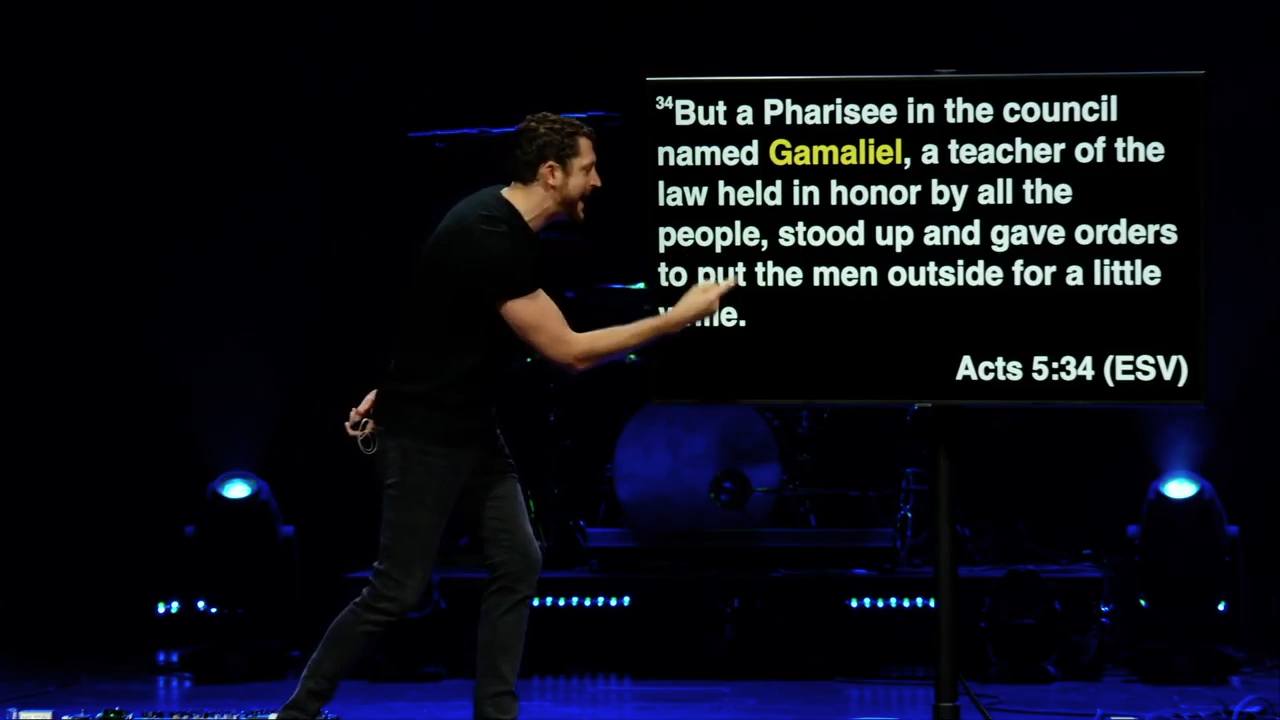 34But a Pharisee in the council
named Gamaliel, a teacher of the
law held in honor by all the
people, stood up and gave orders
to put the men outside for a little
Acts 5:34 (ESV)